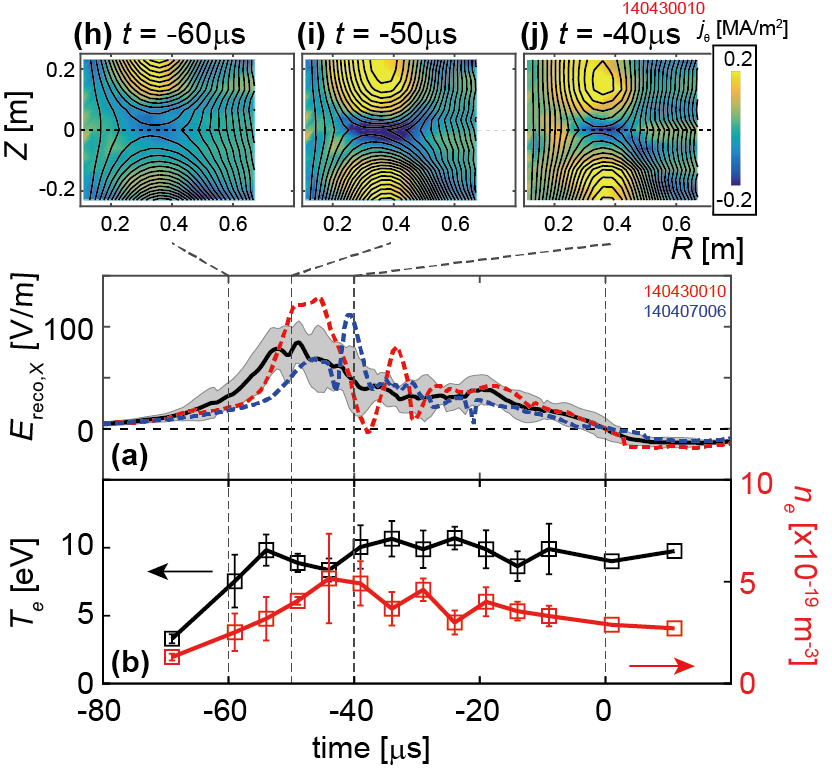 140430010
(h) t = -60μs (i) t = -50μs (j) t = -40μs jθ [MA/m²]
0.2
0
-0.2
Z [m]
0.2
-0.2
0.2 0.4 0.6 0.2 0.4 0.6 0.2 0.4 0.6
R [m]
140430010
140407006
100
0
Ereco,X [V/m]
(a)
10
5
0
Te [eV]
10
5
0
ne [x10-19 m-3]
(b)
-80 -60 -40 -20 0
time [μs]